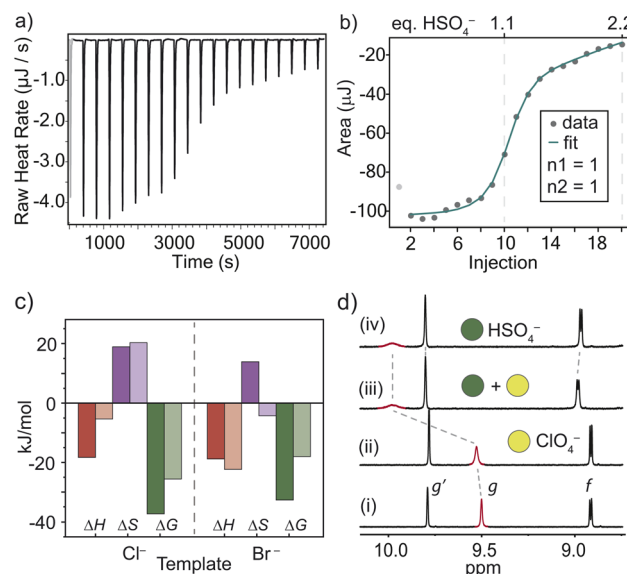 a)
Raw Heat Rate (μJ / s)
-1.0
-2.0
-3.0
-4.0
1000 3000 5000 7000
Time (s)
b)
eq. HSO₄⁻ 1.1 2.2
Area (μJ)
-20
-40
-60
-80
-100
data
fit
n1 = 1
n2 = 1
2 6 10 14 20
Injection
c)
kJ/mol
20
0
-20
-40
ΔH ΔS ΔG ΔH ΔS ΔG
Cl⁻ Template Br⁻
d)
(iv) HSO₄⁻
(iii) +
(ii) ClO₄⁻
(i) g' g f
10.0 9.5 9.0
ppm